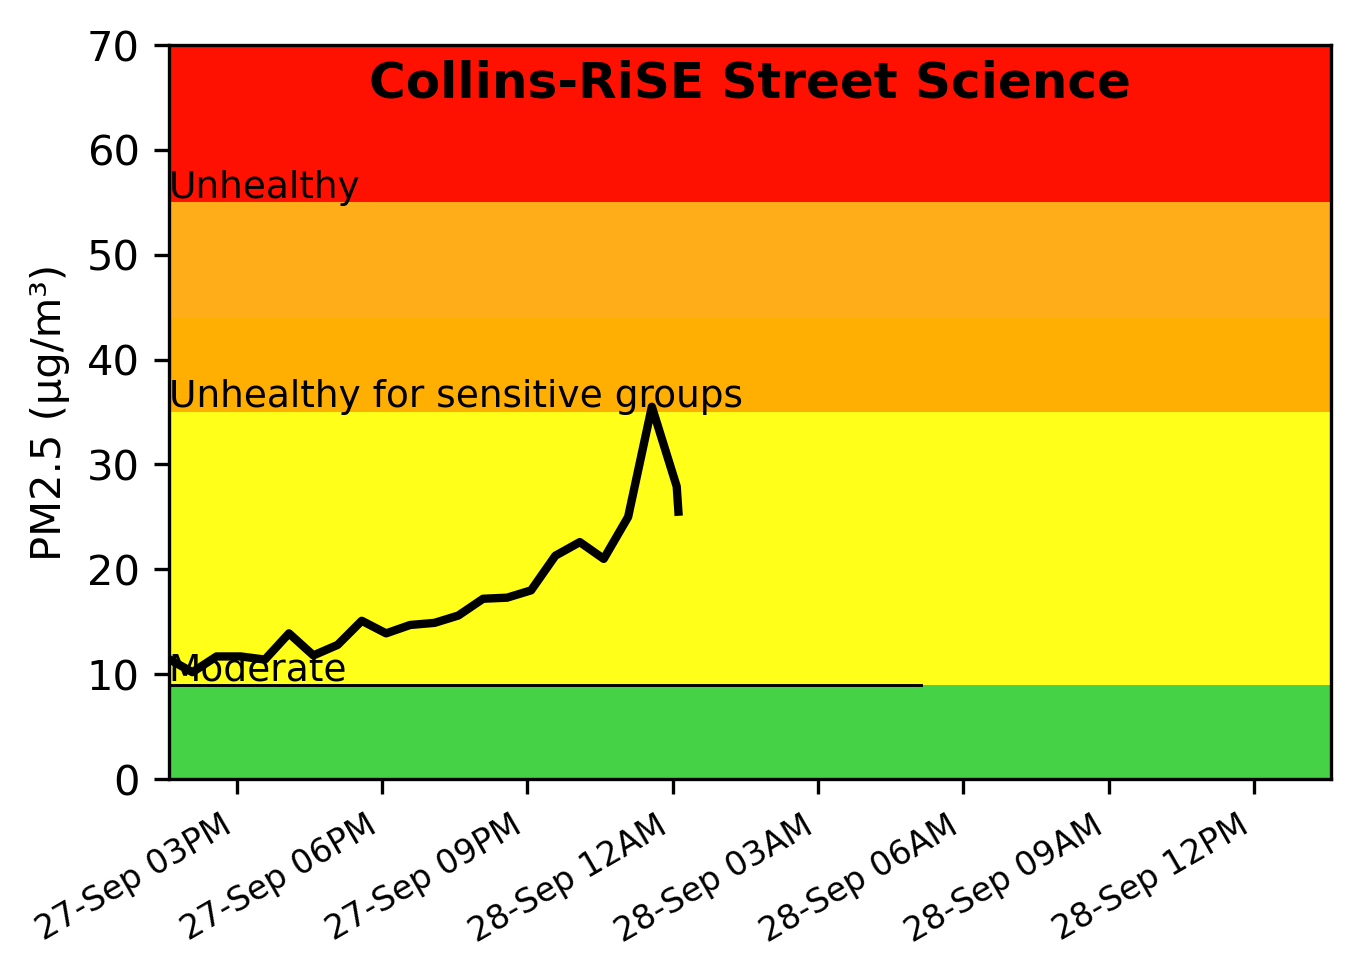 Collins-RiSE Street Science
70
60
50
40
30
20
10
0
PM2.5 (µg/m³)
Unhealthy
Unhealthy for sensitive groups
Moderate
27-Sep 03PM
27-Sep 06PM
27-Sep 09PM
28-Sep 12AM
28-Sep 03AM
28-Sep 06AM
28-Sep 09AM
28-Sep 12PM